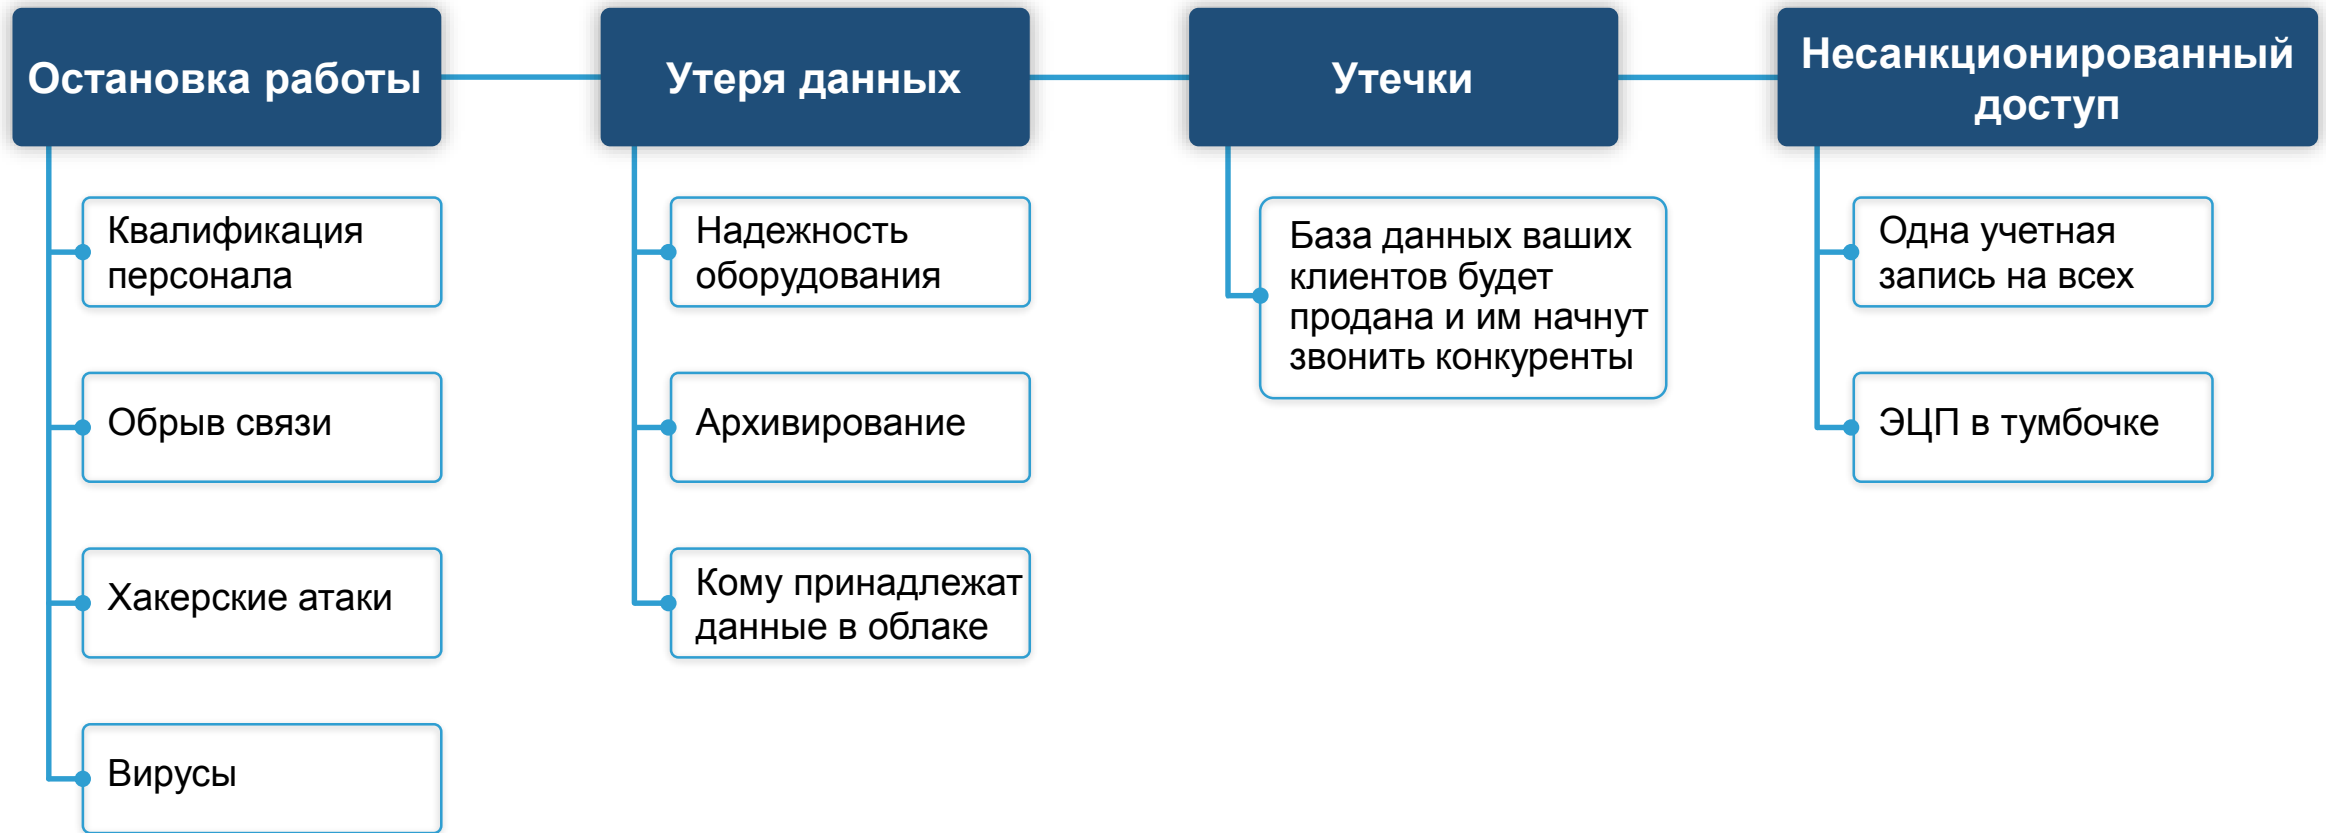 Остановка работы
Квалификация
персонала
Обрыв связи
Хакерские атаки
Вирусы
Утеря данных
Надежность
оборудования
Архивирование
Кому принадлежат
данные в облаке
Утечки
База данных ваших
клиентов будет
продана и им начнут
звонить конкуренты
Несанкционированный
доступ
Одна учетная
запись на всех
ЭЦП в тумбочке